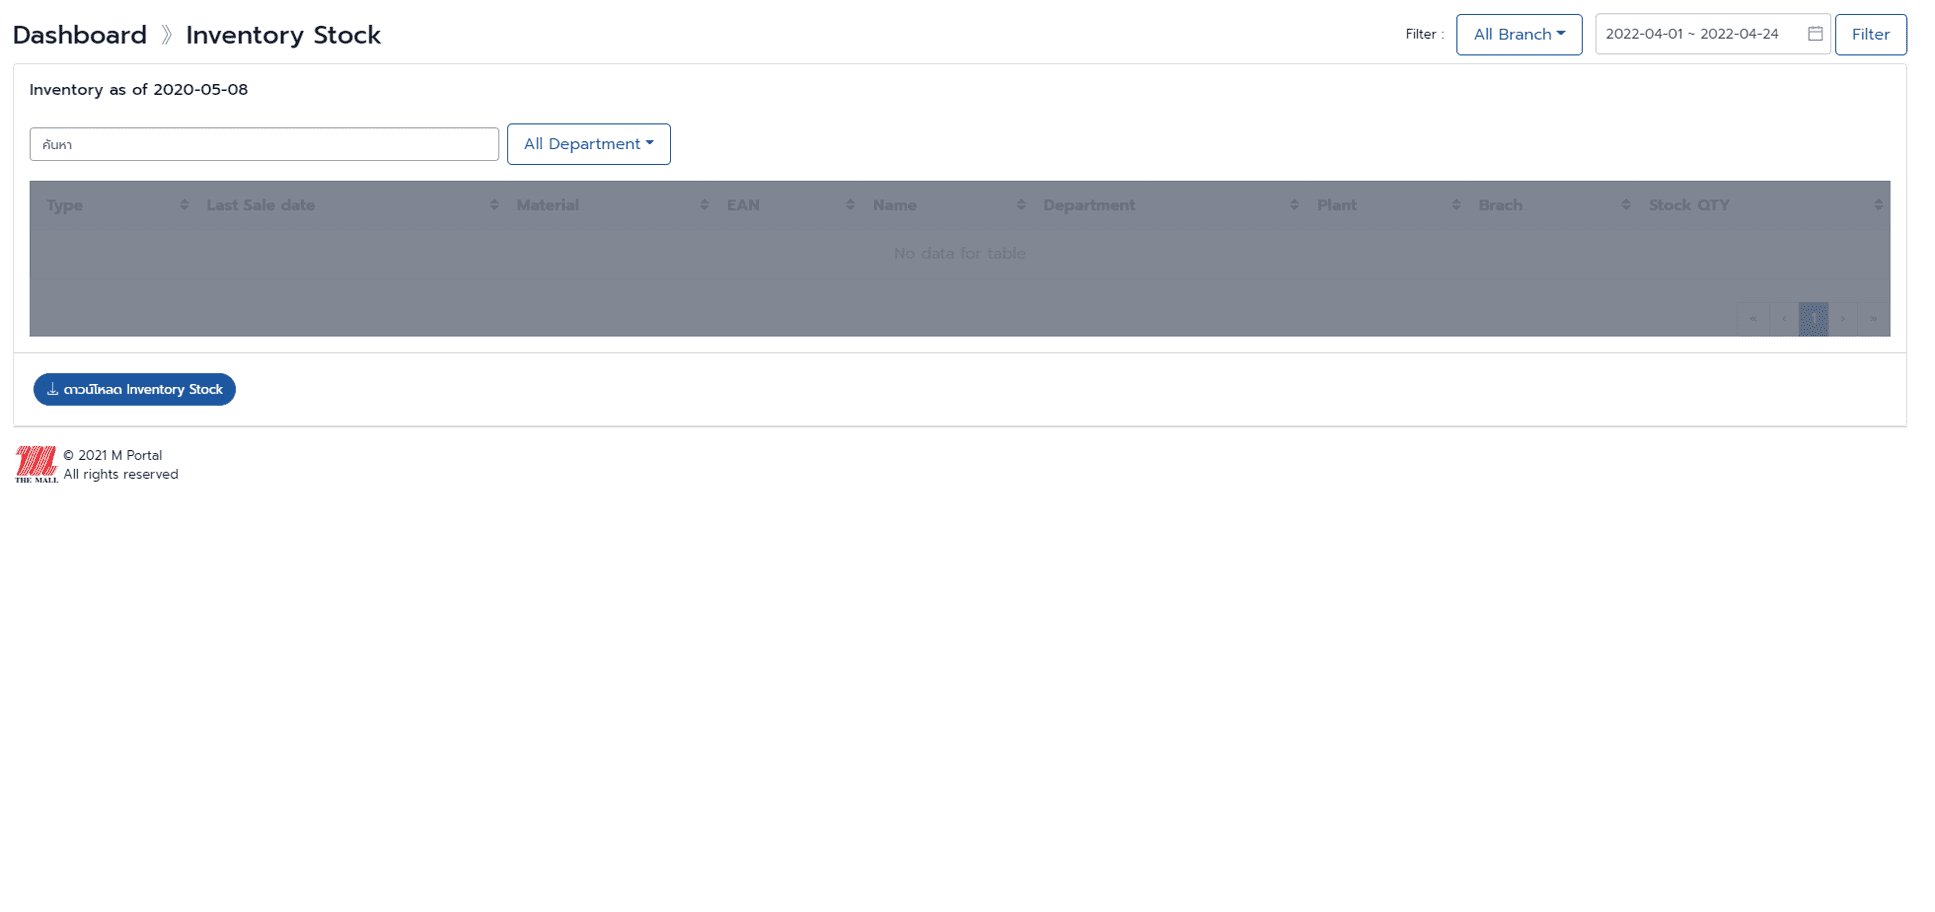 Dashboard 》 Inventory Stock
Filter : All Branch 2022-04-01 ~ 2022-04-24 Filter
Inventory as of 2020-05-08
ค้นหา All Department
Type Last Sale date Material EAN Name Department Plant Brach Stock QTY
No data for table
« ‹ 1 › »
ดาวน์โหลด Inventory Stock
© 2021 M Portal
THE MALL All rights reserved